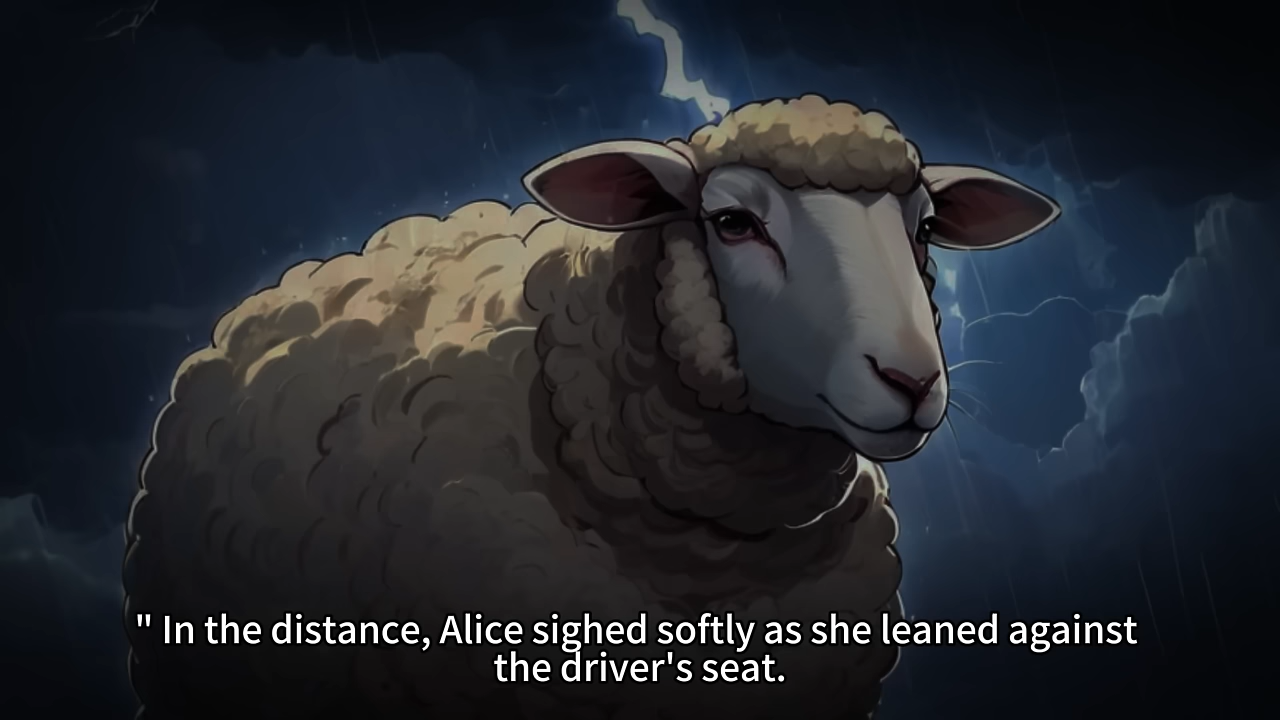 " In the distance, Alice sighed softly as she leaned against
the driver's seat.